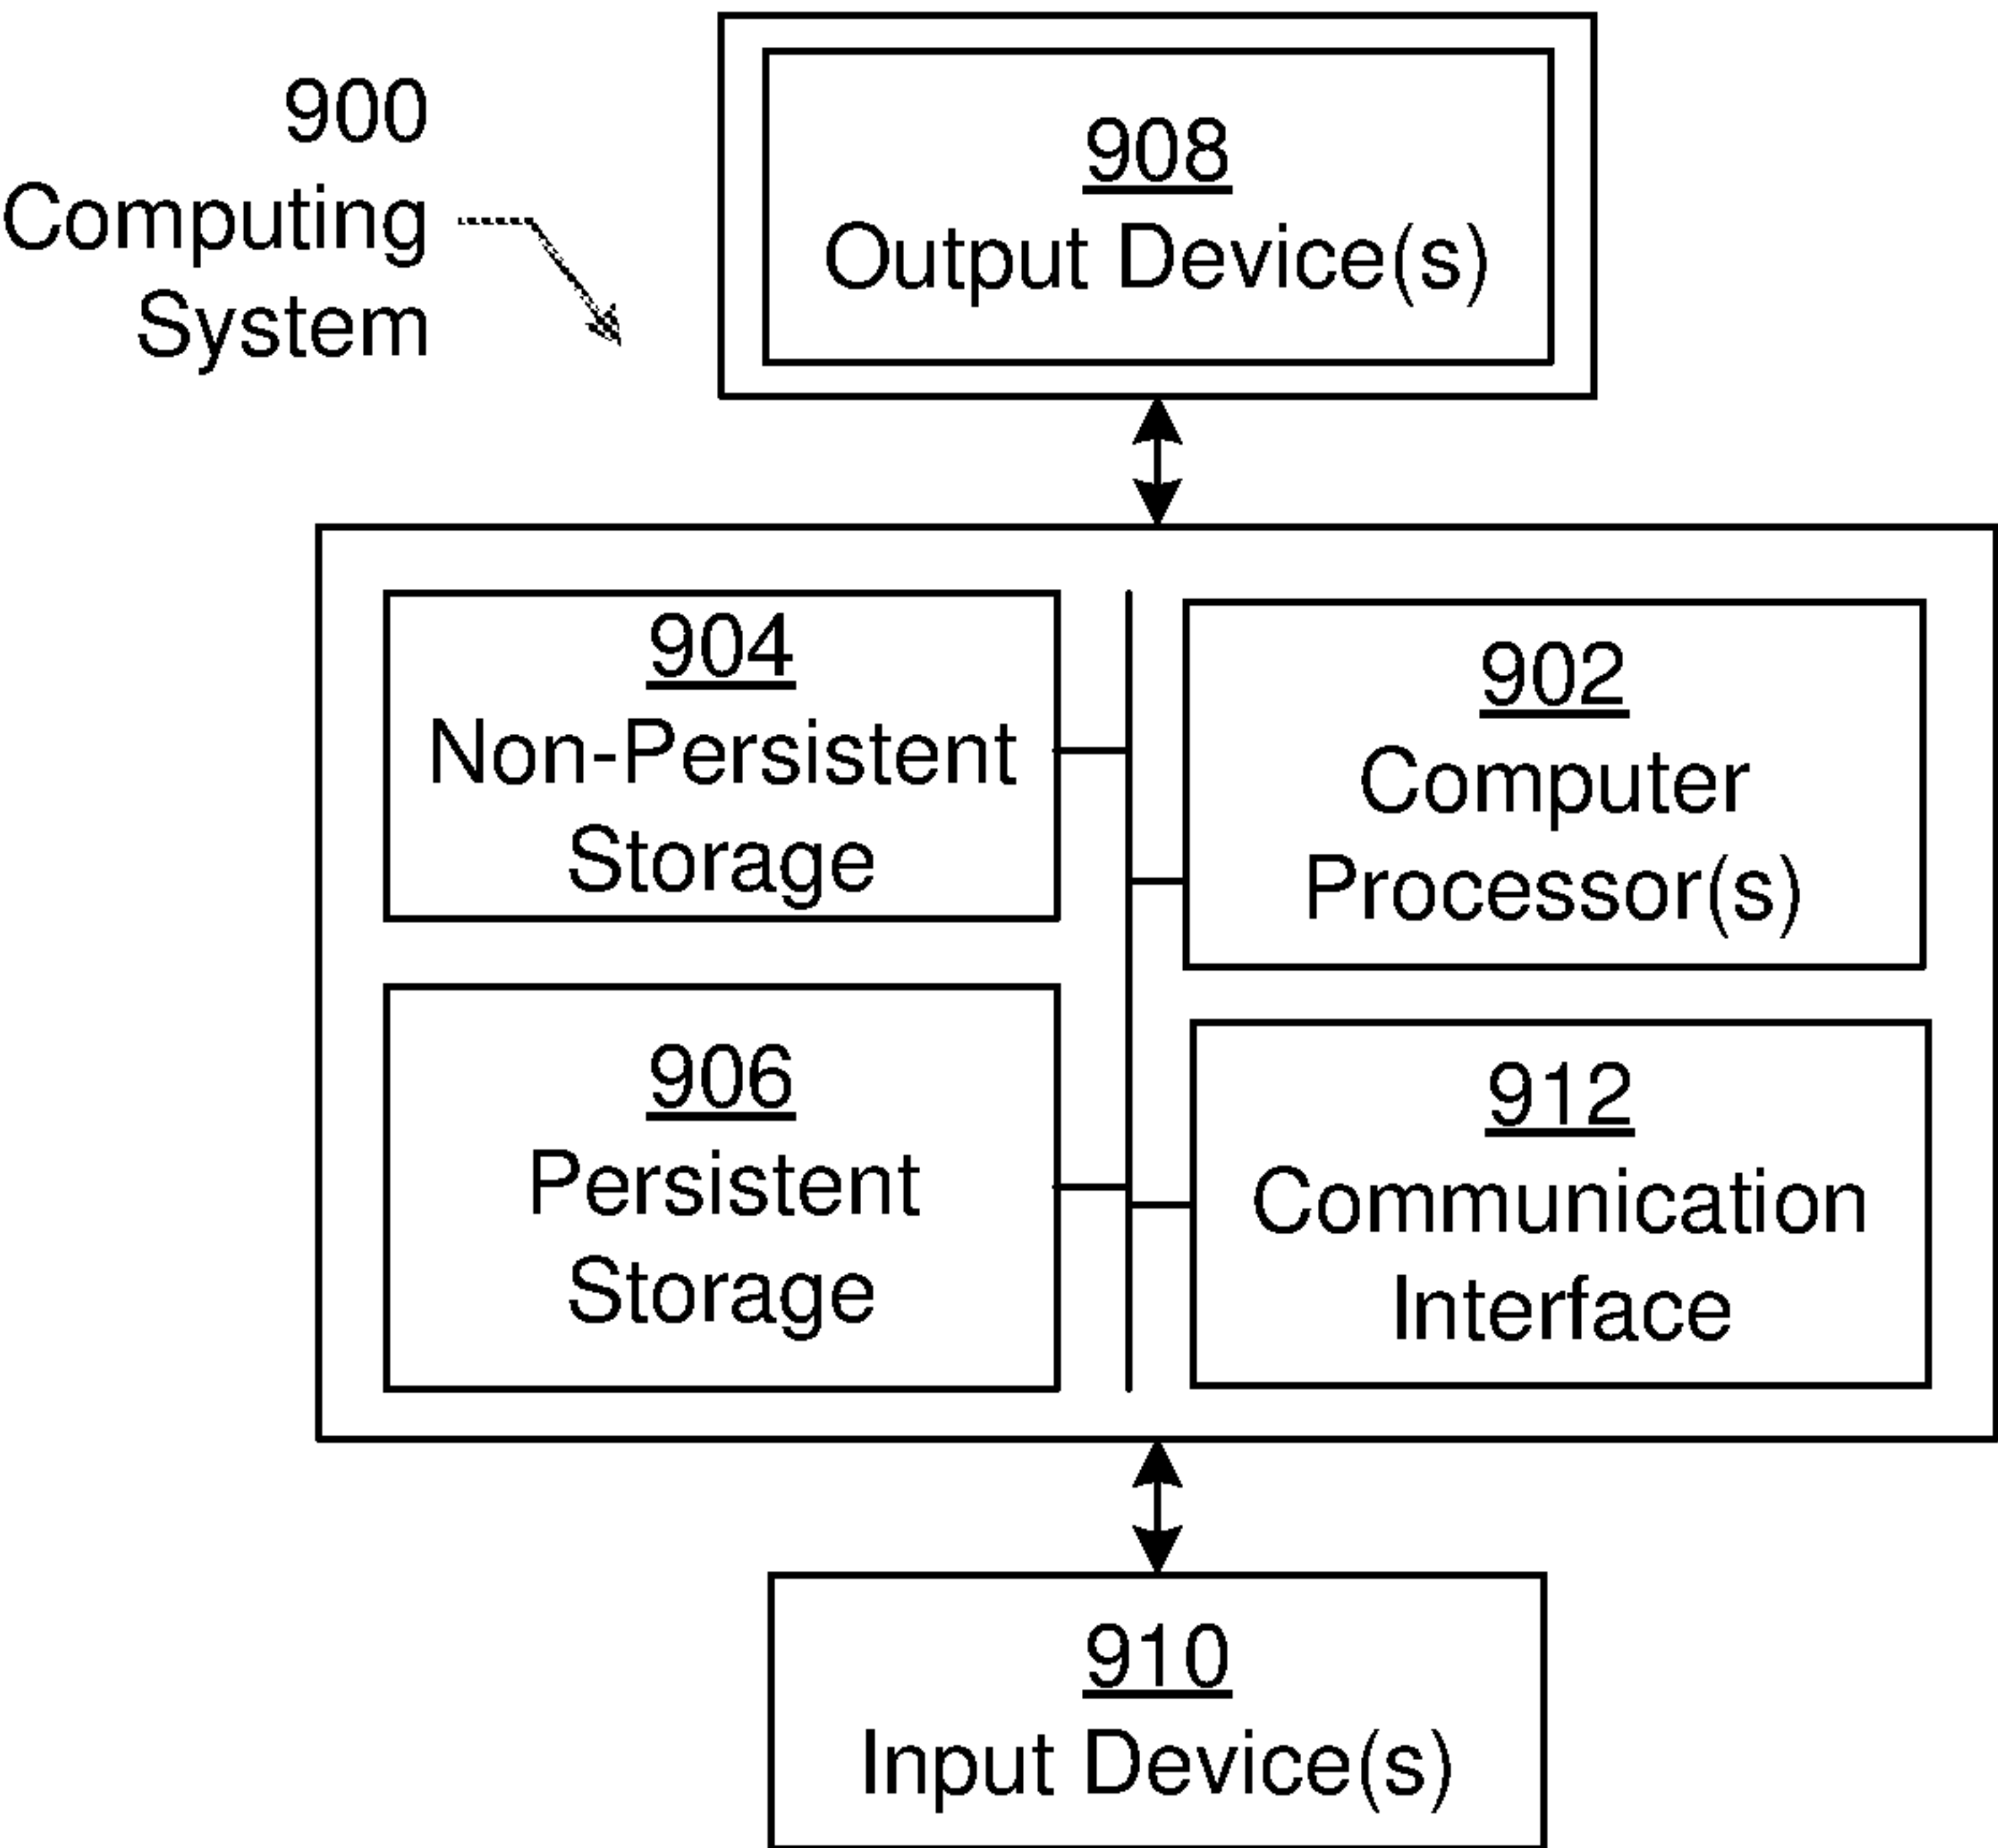 900
Computing
System
908
Output Device(s)
904
Non-Persistent
Storage
902
Computer
Processor(s)
906
Persistent
Storage
912
Communication
Interface
910
Input Device(s)